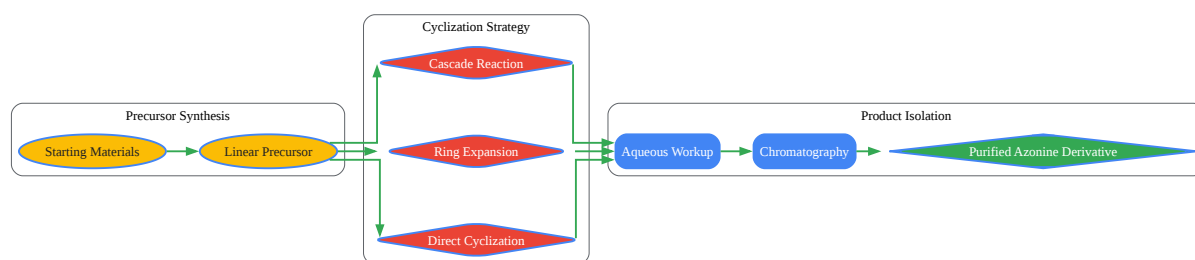 Precursor Synthesis
Starting Materials
Linear Precursor
Cyclization Strategy
Cascade Reaction
Ring Expansion
Direct Cyclization
Product Isolation
Aqueous Workup
Chromatography
Purified Azonine Derivative